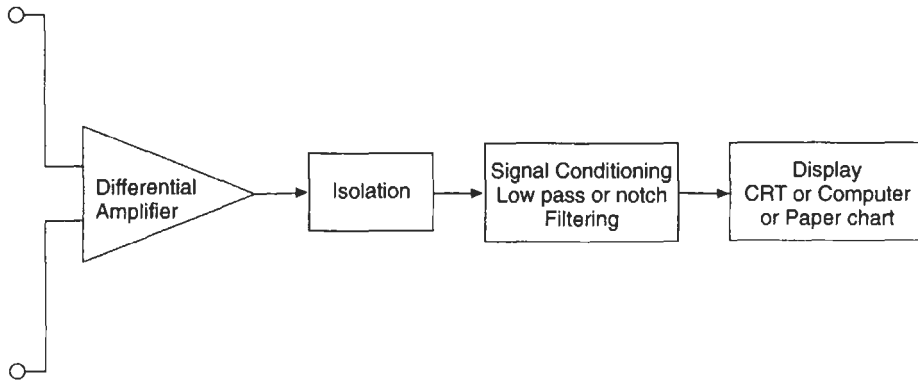 Differential
Amplifier
Isolation
Signal Conditioning
Low pass or notch
Filtering
Display
CRT or Computer
or Paper chart